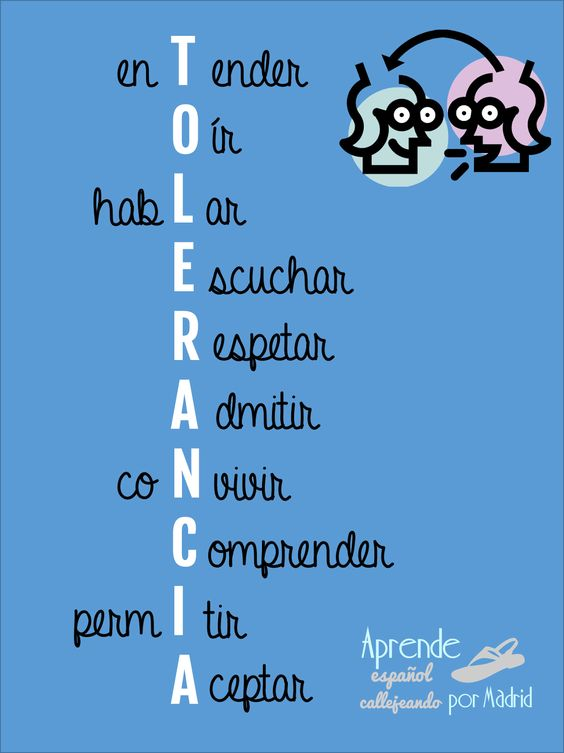 enTender
Oír
habLar
Escuchar
Respetar
Admitir
coNvivir
Comprender
permItir
Aceptar
Aprende
español
callejeando por Madrid